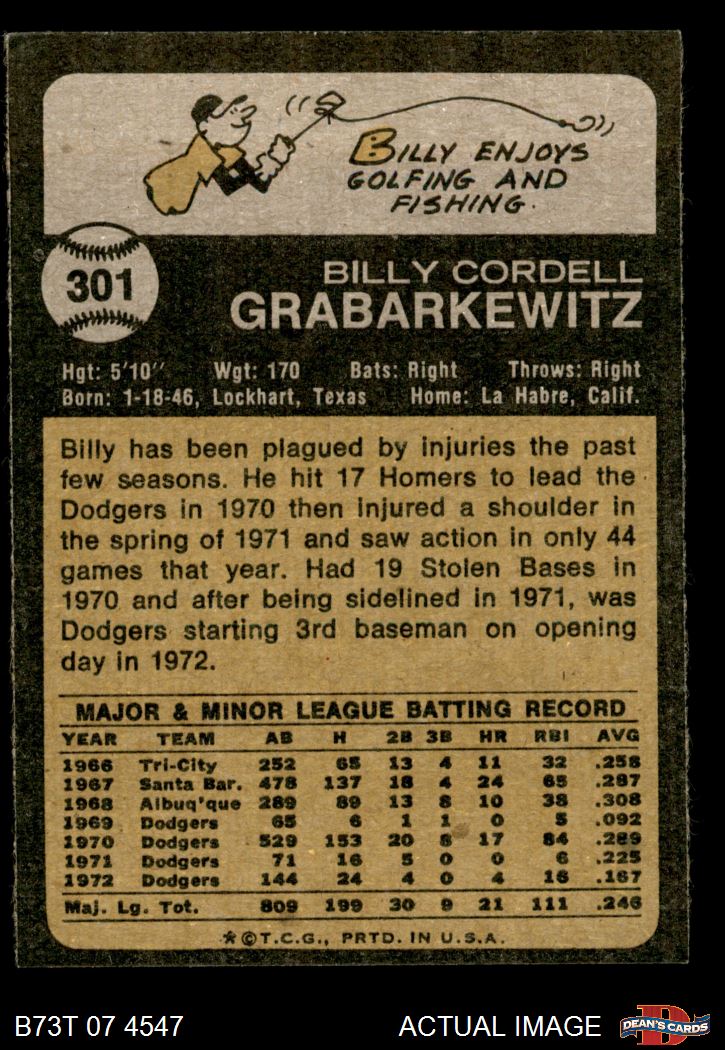 BILLY ENJOYS
GOLFING AND
FISHING.
301
BILLY CORDELL
GRABARKEWITZ
Hgt: 5'10" Wgt: 170 Bats: Right Throws: Right
Born: 1-18-46, Lockhart, Texas Home: La Habre, Calif.
Billy has been plagued by injuries the past
few seasons. He hit 17 Homers to lead the
Dodgers in 1970 then injured a shoulder in
the spring of 1971 and saw action in only 44
games that year. Had 19 Stolen Bases in
1970 and after being sidelined in 1971, was
Dodgers starting 3rd baseman on opening
day in 1972.
MAJOR & MINOR LEAGUE BATTING RECORD
YEAR TEAM AB H 2B 3B HR RBI AVG
1966 Tri-City 252 65 13 4 11 32 .258
1967 Santa Bar. 478 137 18 4 24 65 .287
1968 Albuq'que 289 89 13 8 10 38 .308
1969 Dodgers 65 6 1 1 0 5 .092
1970 Dodgers 529 153 20 8 17 84 .289
1971 Dodgers 71 16 5 0 0 6 .225
1972 Dodgers 144 24 4 0 4 16 .167
Maj. Lg. Tot. 809 199 30 9 21 111 .246
*©T.C.G., PRTD. IN U.S.A.
B73T 07 4547 ACTUAL IMAGE DEAN'S CARDS